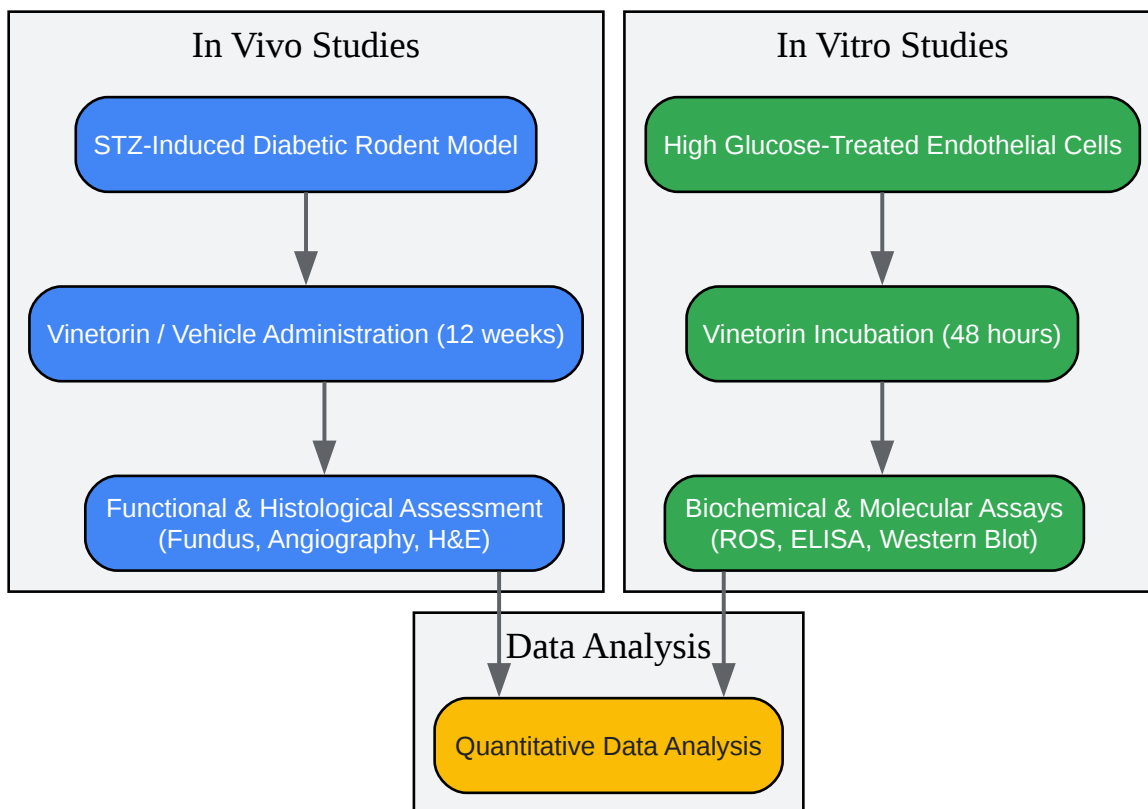 In Vivo Studies
STZ-Induced Diabetic Rodent Model
Vinetorin / Vehicle Administration (12 weeks)
Functional & Histological Assessment
(Fundus, Angiography, H&E)
In Vitro Studies
High Glucose-Treated Endothelial Cells
Vinetorin Incubation (48 hours)
Biochemical & Molecular Assays
(ROS, ELISA, Western Blot)
Data Analysis
Quantitative Data Analysis